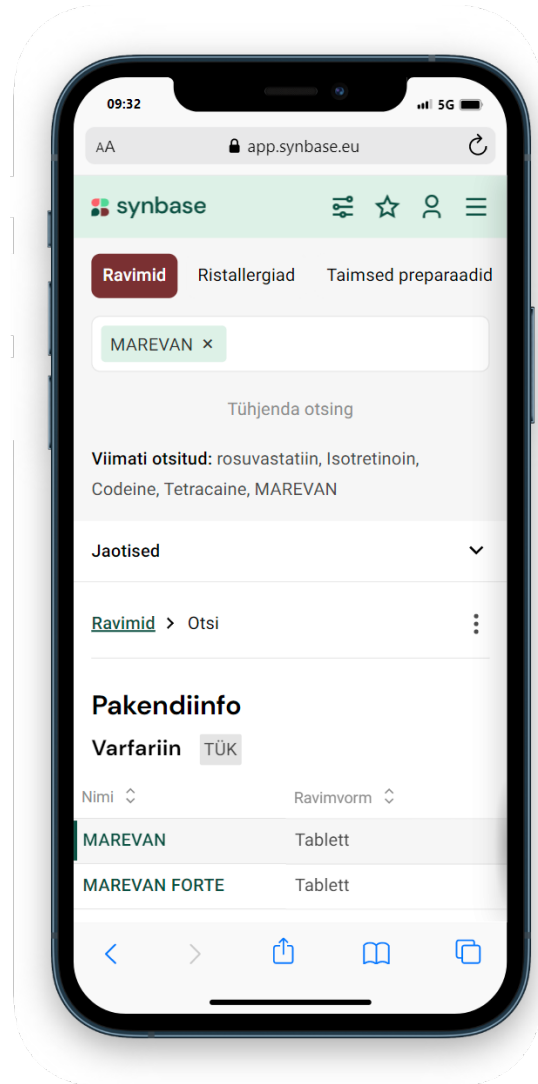 09:32
5G
AA
app.synbase.eu
synbase
Ravimid Ristallergiad Taimsed preparaadid
MAREVAN ×
Tühjenda otsing
Viimati otsitud: rosuvastatiin, Isotretinoin,
Codeine, Tetracaine, MAREVAN
Jaotised
Ravimid > Otsi
Pakendiinfo
Varfariin TÜK
Nimi Ravimvorm
MAREVAN Tablett
MAREVAN FORTE Tablett